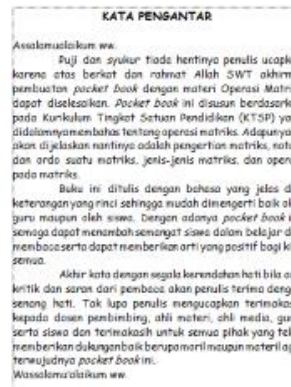 KATA PENGANTAR
Assalamualaikum ww.
Puji dan syukur tiada hentinya penulis ucapk
karena atas berkat dan rahmat Allah SWT akhirn
pembuatan pocket book dengan materi Operasi Matr
dapat diselesaikan. Pocket Book ini disusun berdasark
pada Kurikulum Tingkat Satuan Pendidikan (KTSP) ya
didalamnya membahas tentang operasi matriks. Adapun ya
akan dijelaskan nantinya adalah pengertian matriks, nota
dan ordo suatu matriks, jenis-jenis matriks, dan opera
pada matriks.
Buku ini ditulis dengan bahasa yang jelas d
keterangan yang rinci sehingga mudah dimengerti baik ol
guru maupun oleh siswa. Dengan adanya pocket book i
semoga dapat menambah semangat siswa dalam belajar d
membaca serta dapat memberikan arti yang positif bagi ki
semua.
Akhir kata dengan segala kerendahan hati bila a
kritik dan saran dari pembaca akan penulis terima deng
senang hati. Tak lupa penulis mengucapkan terimakas
kepada dosen pembimbing, ahli materi, ahli media, gu
serta siswa dan terimakasih untuk semua pihak yang tel
memberikan dukungan baik berupa moril maupun materil ag
terwujudnya pocket book ini.
Wassalamu'alaikum ww.